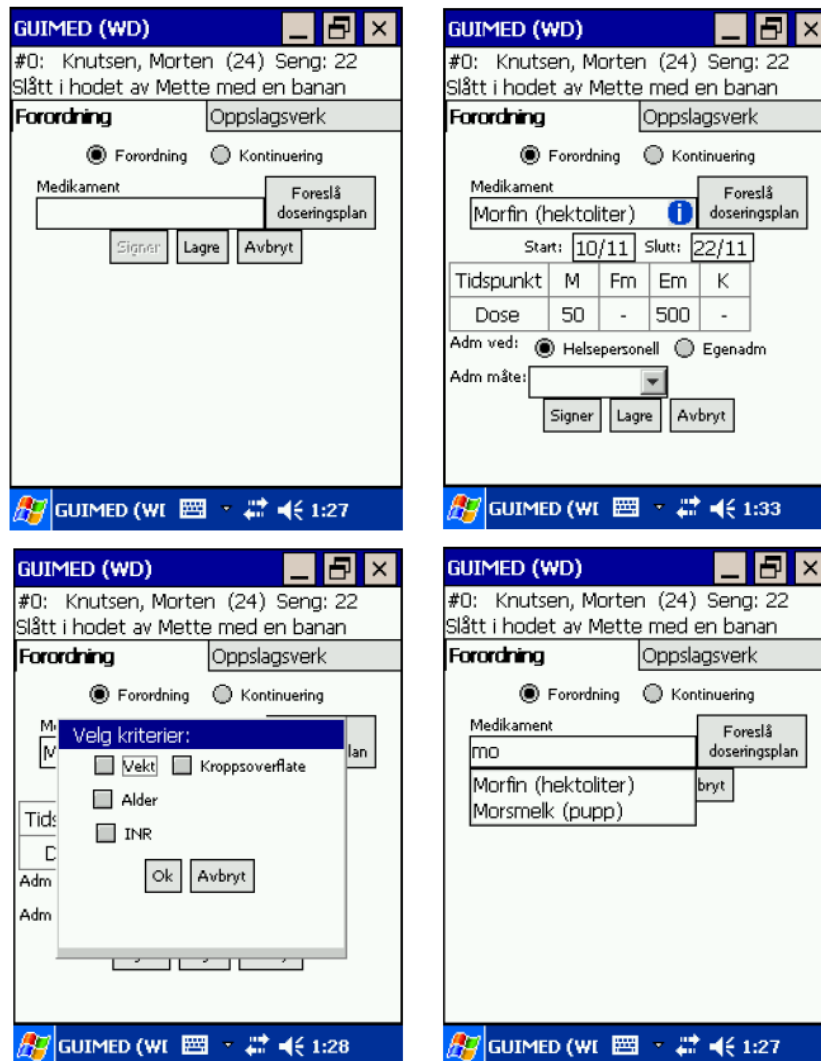 GUIMED (WD)
#0: Knutsen, Morten (24) Seng: 22
Slått i hodet av Mette med en banan
Forordning Oppslagsverk
Forordning Kontinuering
Medikament
Foreslå
doseringsplan
Signer Lagre Avbryt
GUIMED (WI 1:27
GUIMED (WD)
#0: Knutsen, Morten (24) Seng: 22
Slått i hodet av Mette med en banan
Forordning Oppslagsverk
Forordning Kontinuering
Medikament
Foreslå
Morfin (hektoliter) i doseringsplan
Start: 10/11 Slutt: 22/11
Tidspunkt M Fm Em K
Dose 50 - 500 -
Adm ved: Helsepersonell Egenadm
Adm måte:
Signer Lagre Avbryt
GUIMED (WI 1:33
GUIMED (WD)
#0: Knutsen, Morten (24) Seng: 22
Slått i hodet av Mette med en banan
Forordning Oppslagsverk
Forordning Kontinuering
M
Velg kriterier:
M lan
Vekt Kroppsoverflate
Alder
Tids
INR
D
Ok Avbryt
Adm
Adm
GUIMED (WI 1:28
GUIMED (WD)
#0: Knutsen, Morten (24) Seng: 22
Slått i hodet av Mette med en banan
Forordning Oppslagsverk
Forordning Kontinuering
Medikament
Foreslå
mo doseringsplan
Morfin (hektoliter) bryt
Morsmelk (pupp)
GUIMED (WI 1:27